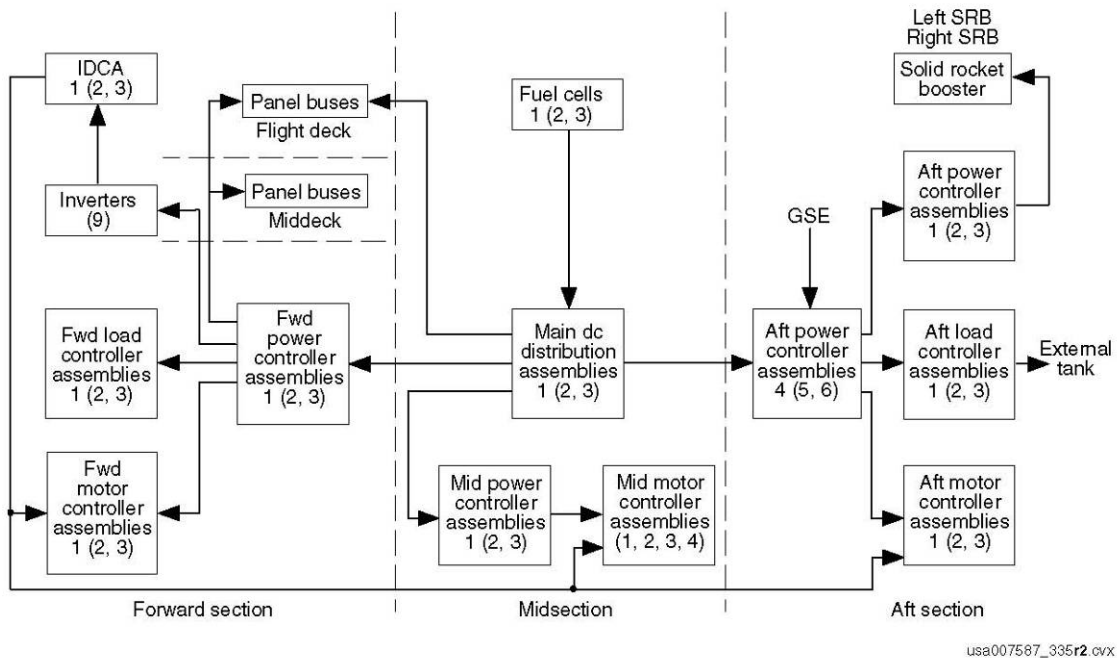 Left SRB
Right SRB
IDCA
1 (2, 3)
Panel buses
Flight deck
Fuel cells
1 (2, 3)
Solid rocket
booster
Inverters
(9)
Panel buses
Middeck
GSE
Aft power
controller
assemblies
1 (2, 3)
Fwd load
controller
assemblies
1 (2, 3)
Fwd
power
controller
assemblies
1 (2, 3)
Main dc
distribution
assemblies
1 (2, 3)
Aft power
controller
assemblies
4 (5, 6)
Aft load
controller
assemblies
1 (2, 3)
External
tank
Fwd
motor
controller
assemblies
1 (2, 3)
Mid power
controller
assemblies
1 (2, 3)
Mid motor
controller
assemblies
(1, 2, 3, 4)
Aft motor
controller
assemblies
1 (2, 3)
Forward section
Midsection
Aft section
usa007587_335r2.cvx